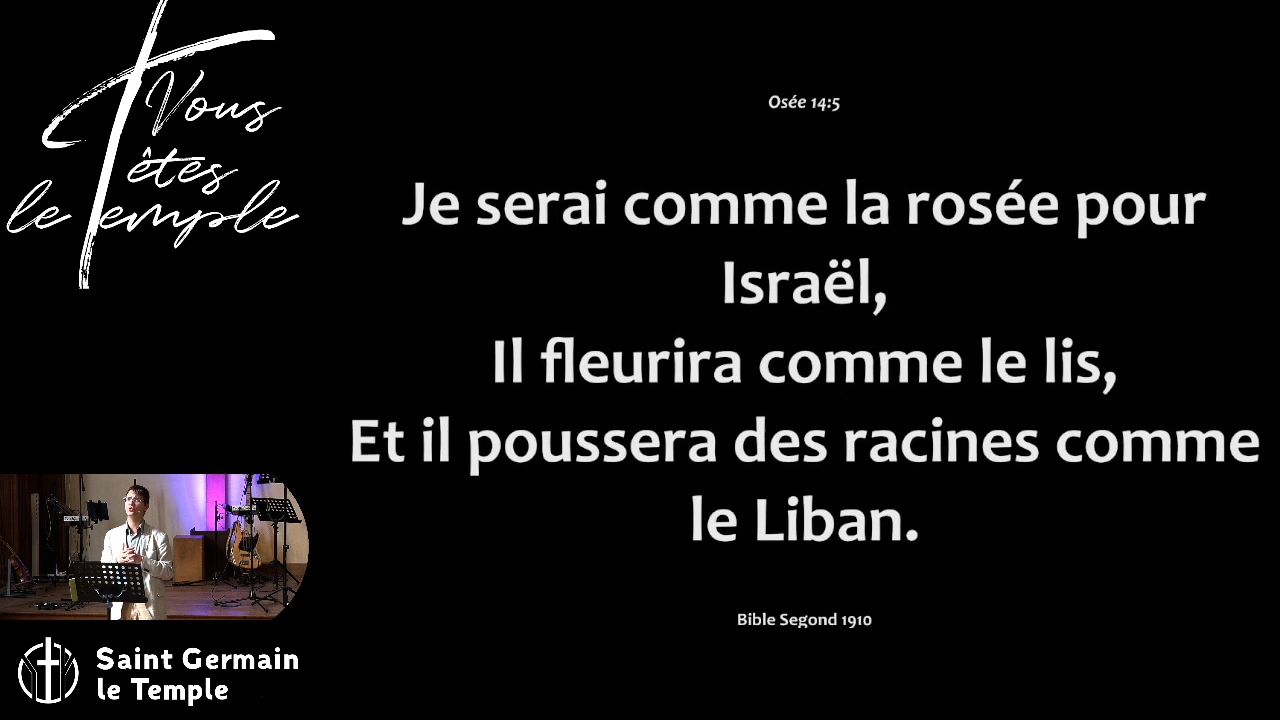 Vous
êtes
le Temple
Osée 14:5
Je serai comme la rosée pour
Israël,
Il fleurira comme le lis,
Et il poussera des racines comme
le Liban.
Bible Segond 1910
Saint Germain
le Temple